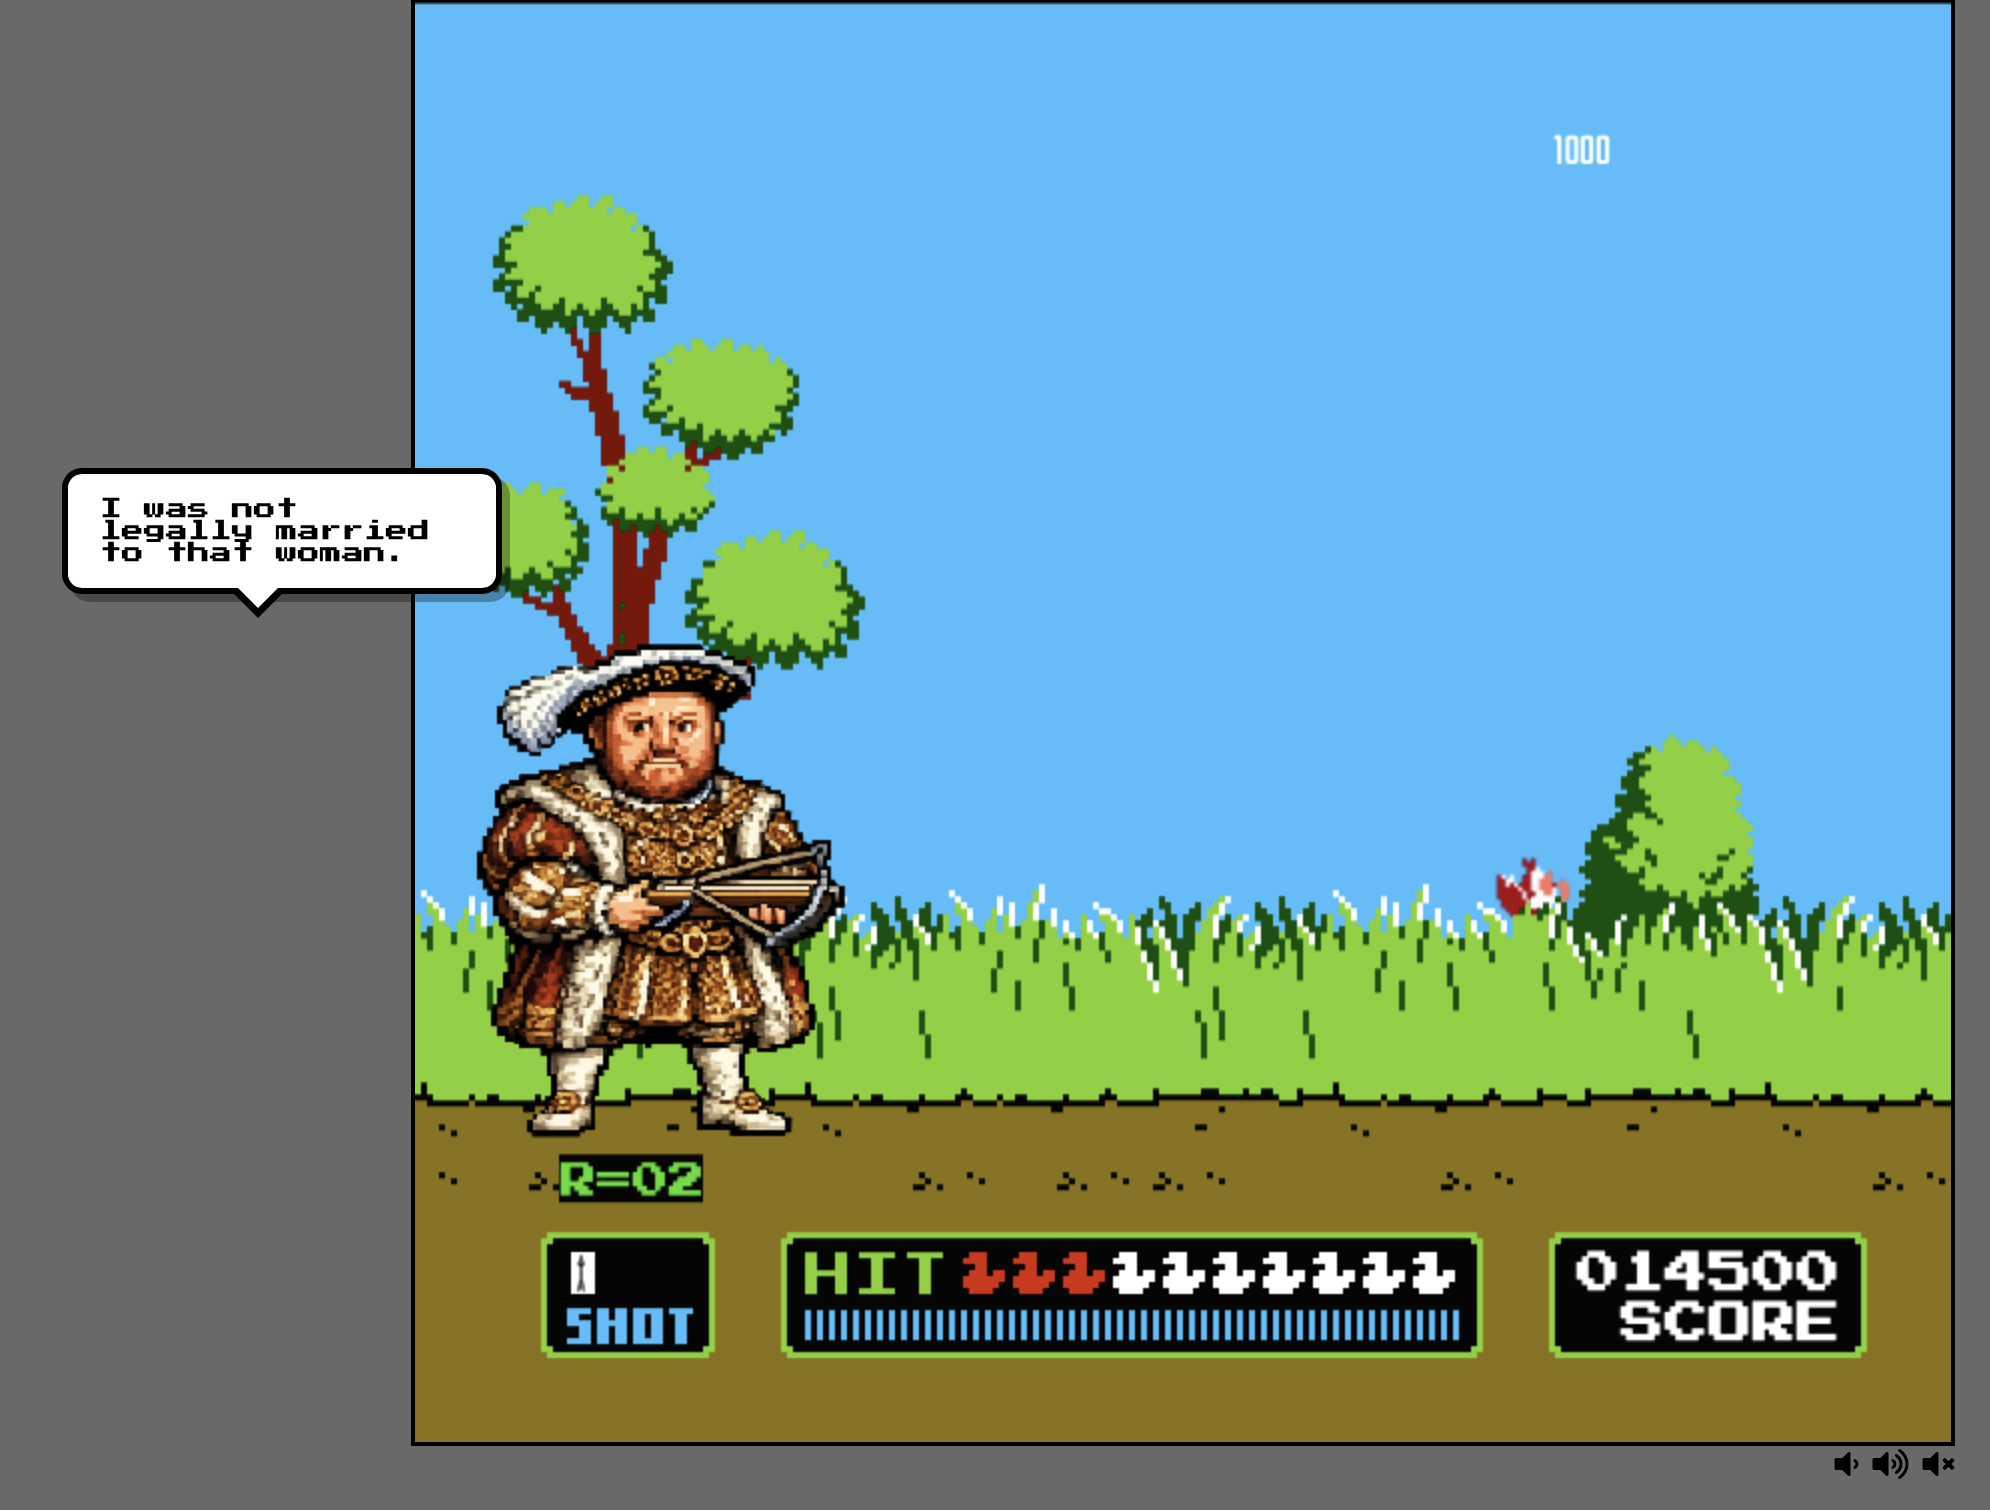 1000
I was not
legally married
to that woman.
R=02
SHOT
HIT
014500
SCORE